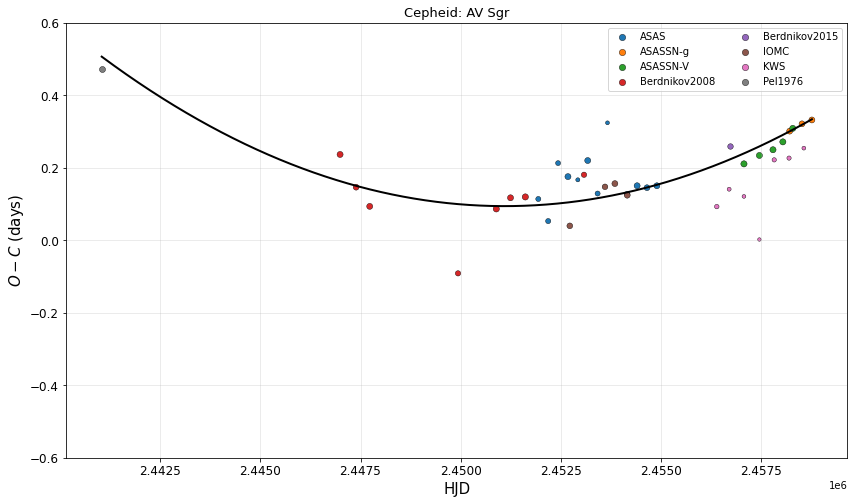 Cepheid: AV Sgr
ASAS
ASASSN-g
ASASSN-V
Berdnikov2008
Berdnikov2015
IOMC
KWS
Pel1976
O − C (days)
0.6
0.4
0.2
0.0
−0.2
−0.4
−0.6
2.4425 2.4450 2.4475 2.4500 2.4525 2.4550 2.4575
1e6
HJD